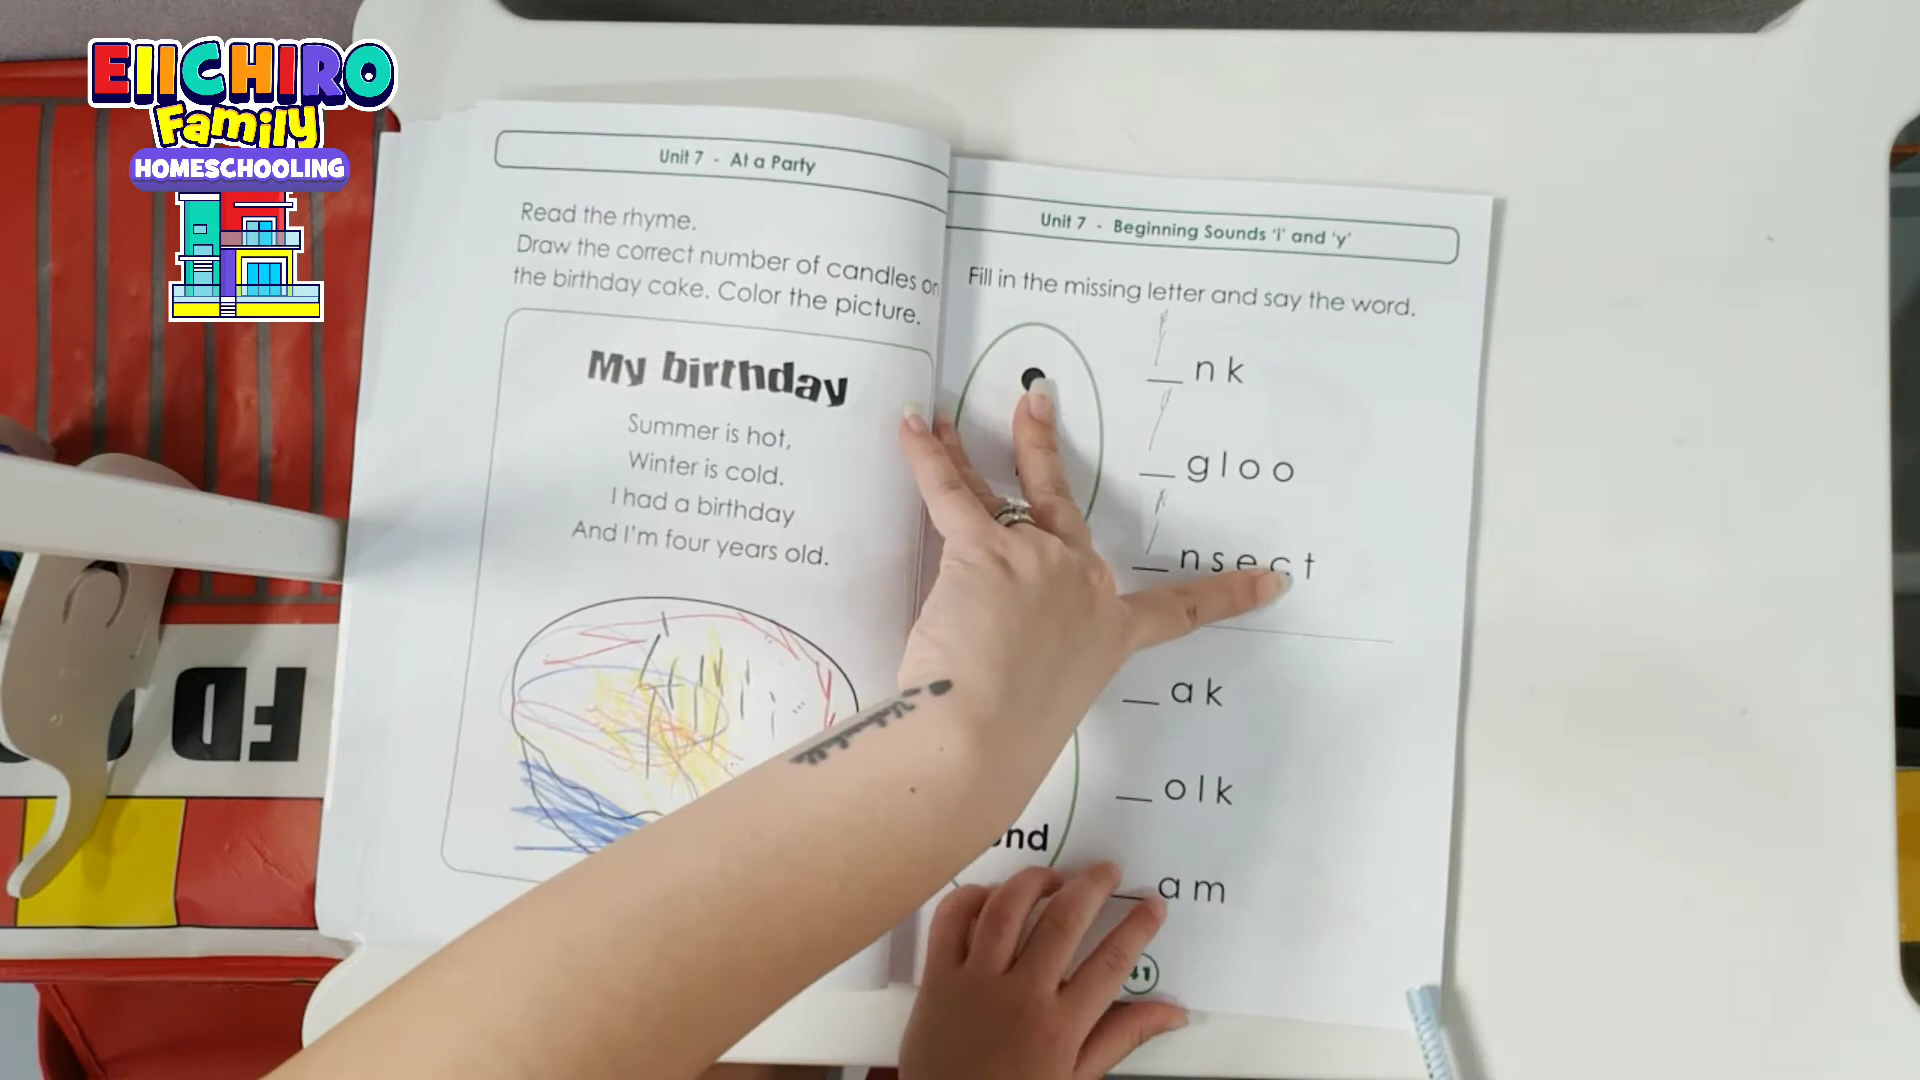 EIICHIRO
Family
HOMESCHOOLING
Unit 7 - At a Party
Read the rhyme.
Draw the correct number of candles on
the birthday cake. Color the picture.
My birthday
Summer is hot,
Winter is cold.
I had a birthday
And I'm four years old.
Unit 7 - Beginning Sounds 'i' and 'y'
Fill in the missing letter and say the word.
i nk
i gloo
i nsect
_ ak
_ olk
_ am
nd
41
FD